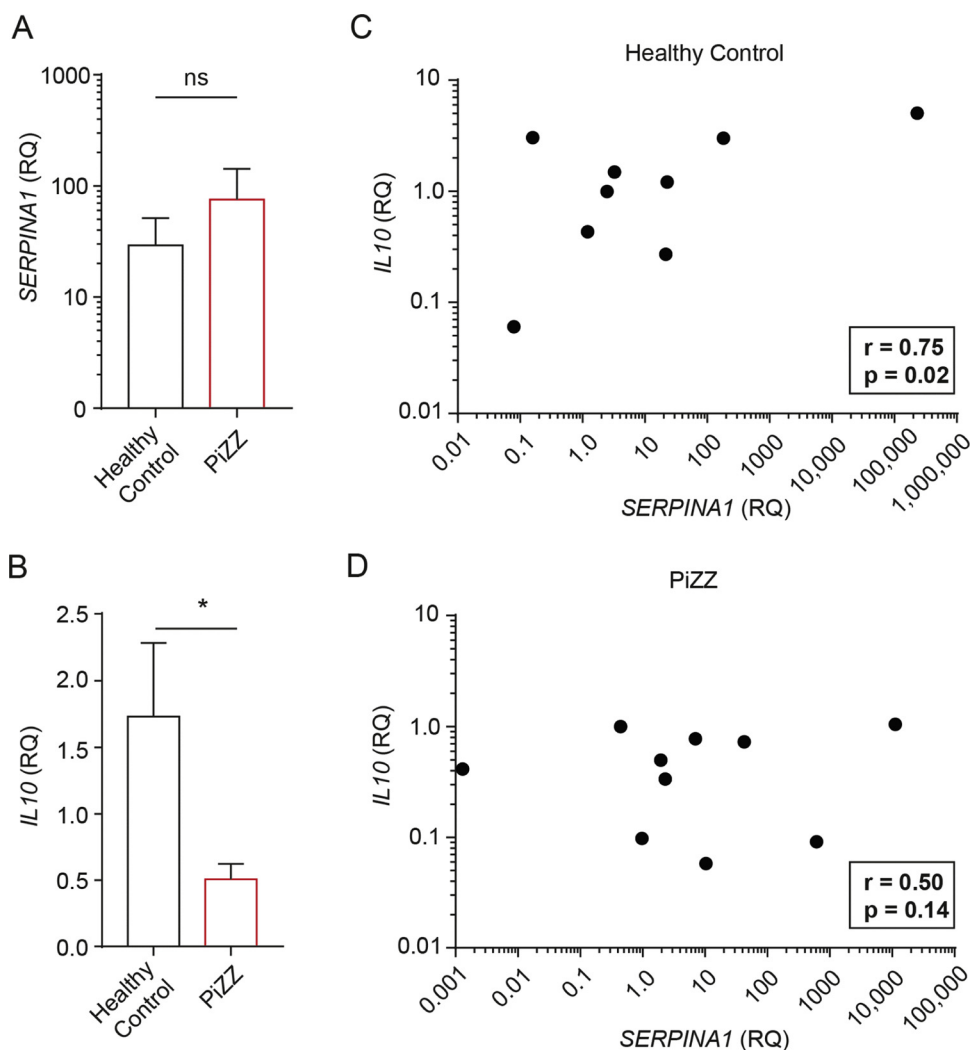 A
1000
100
10
0
SERPINA1 (RQ)
ns
Healthy
Control
PiZZ
C
Healthy Control
10
1.0
0.1
0.01
IL10 (RQ)
r = 0.75
p = 0.02
0.01
0.1
1.0
10
100
1000
10,000
100,000
1,000,000
SERPINA1 (RQ)
B
2.5
2.0
1.5
1.0
0.5
0.0
IL10 (RQ)
*
Healthy
Control
PiZZ
D
PiZZ
10
1.0
0.1
0.01
IL10 (RQ)
r = 0.50
p = 0.14
0.001
0.01
0.1
1.0
10
100
1000
10,000
100,000
SERPINA1 (RQ)